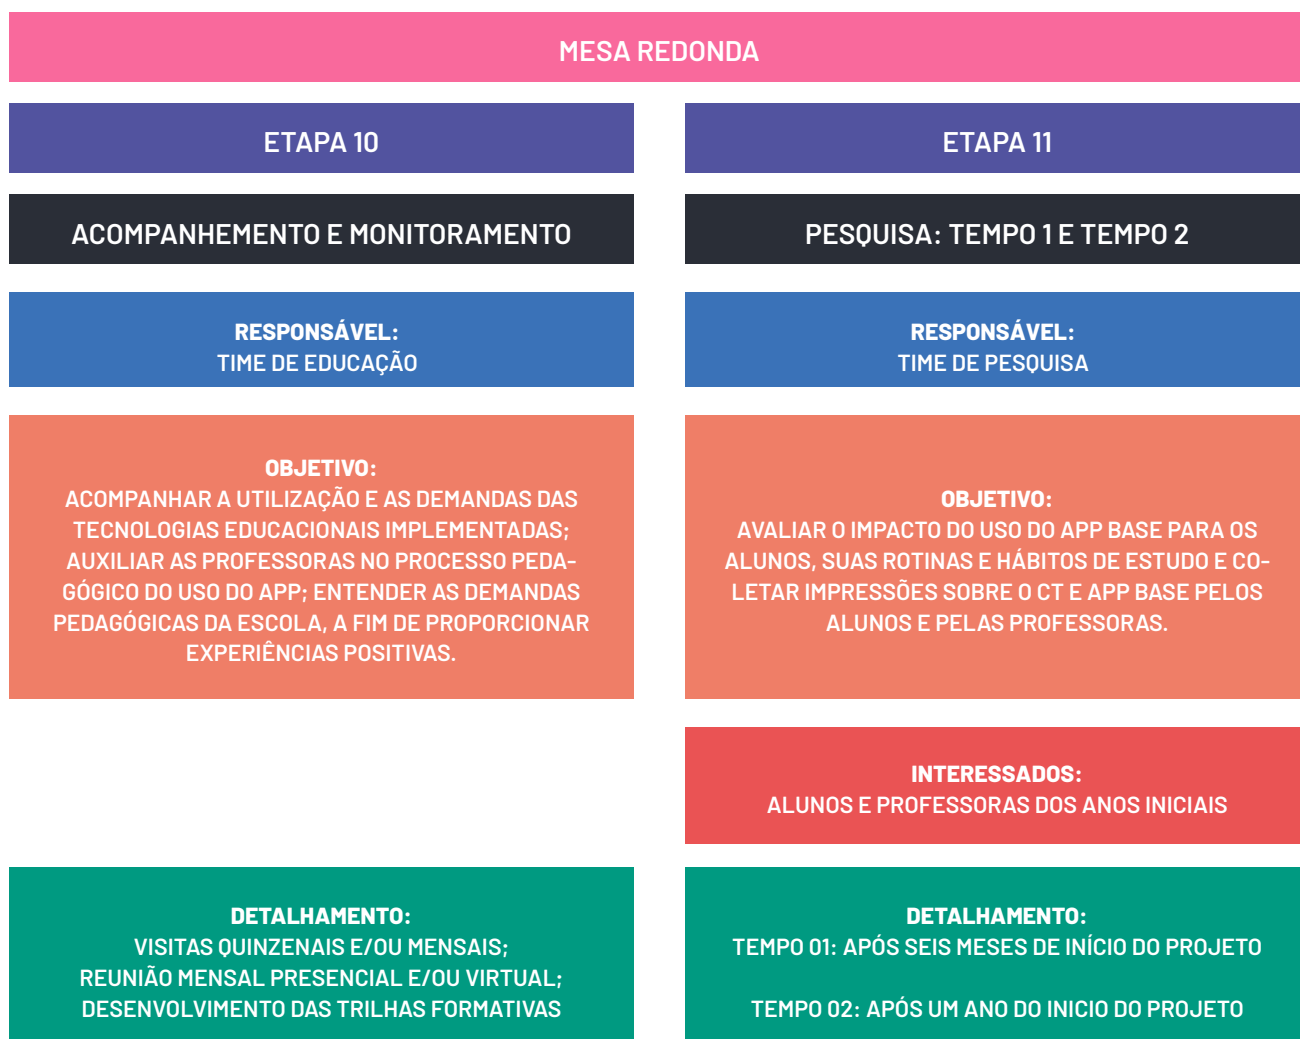 MESA REDONDA
ETAPA 10
ACOMPANHEMENTO E MONITORAMENTO
RESPONSÁVEL:
TIME DE EDUCAÇÃO
OBJETIVO:
ACOMPANHAR A UTILIZAÇÃO E AS DEMANDAS DAS
TECNOLOGIAS EDUCACIONAIS IMPLEMENTADAS;
AUXILIAR AS PROFESSORAS NO PROCESSO PEDA-
GÓGICO DO USO DO APP; ENTENDER AS DEMANDAS
PEDAGÓGICAS DA ESCOLA, A FIM DE PROPORCIONAR
EXPERIÊNCIAS POSITIVAS.
DETALHAMENTO:
VISITAS QUINZENAIS E/OU MENSAIS;
REUNIÃO MENSAL PRESENCIAL E/OU VIRTUAL;
DESENVOLVIMENTO DAS TRILHAS FORMATIVAS
ETAPA 11
PESQUISA: TEMPO 1 E TEMPO 2
RESPONSÁVEL:
TIME DE PESQUISA
OBJETIVO:
AVALIAR O IMPACTO DO USO DO APP BASE PARA OS
ALUNOS, SUAS ROTINAS E HÁBITOS DE ESTUDO E CO-
LETAR IMPRESSÕES SOBRE O CT E APP BASE PELOS
ALUNOS E PELAS PROFESSORAS.
INTERESSADOS:
ALUNOS E PROFESSORAS DOS ANOS INICIAIS
DETALHAMENTO:
TEMPO 01: APÓS SEIS MESES DE INÍCIO DO PROJETO
TEMPO 02: APÓS UM ANO DO INICIO DO PROJETO